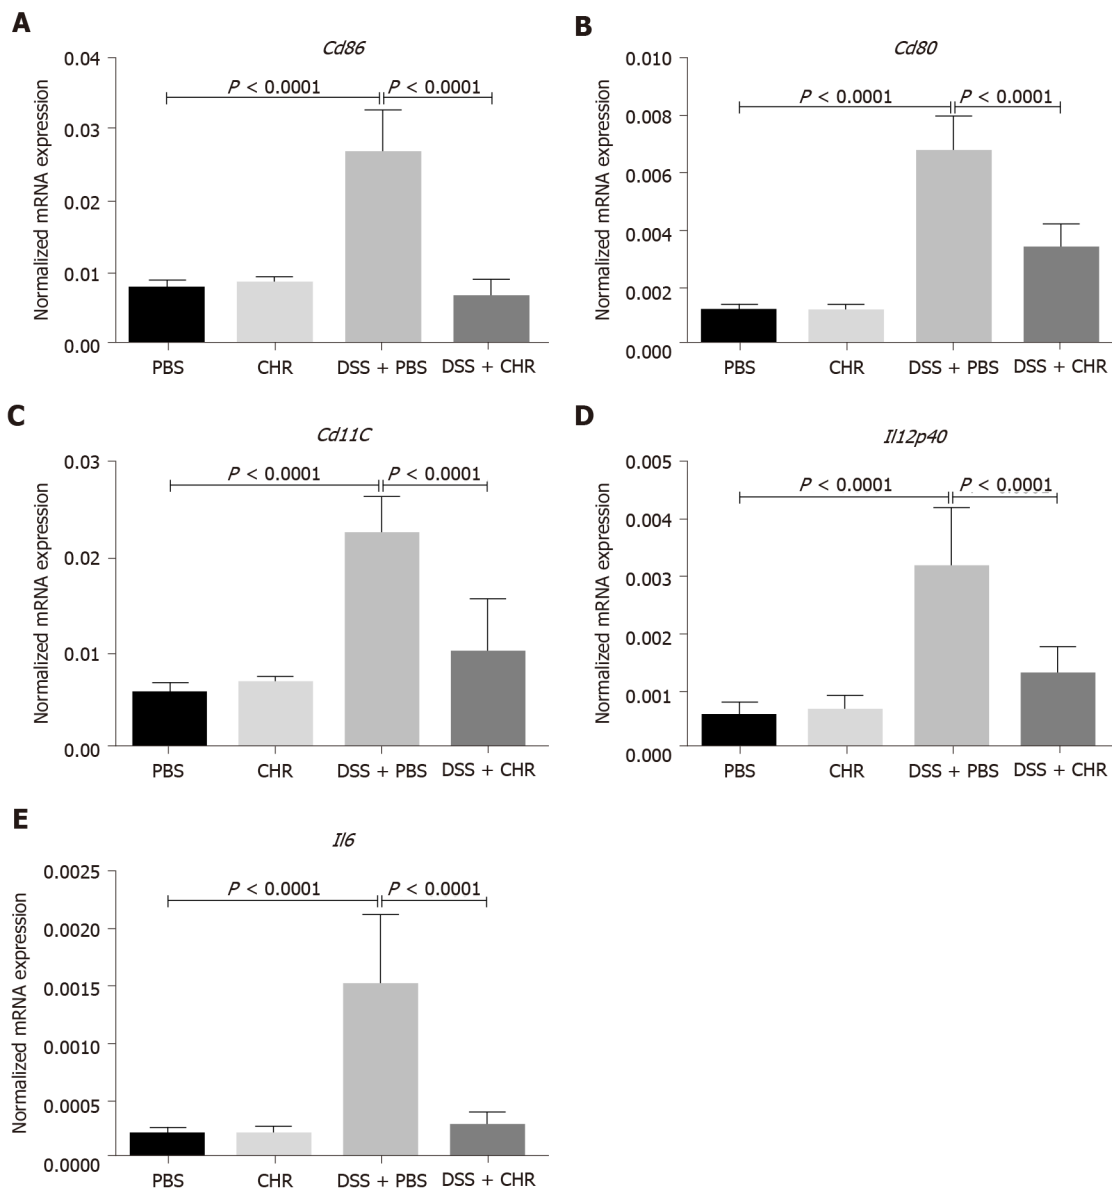 A
Cd86
Normalized mRNA expression
0.04
0.03
0.02
0.01
0.00
P < 0.0001
P < 0.0001
PBS
CHR
DSS + PBS
DSS + CHR
B
Cd80
Normalized mRNA expression
0.010
0.008
0.006
0.004
0.002
0.000
P < 0.0001
P < 0.0001
PBS
CHR
DSS + PBS
DSS + CHR
C
Cd11C
Normalized mRNA expression
0.03
0.02
0.01
0.00
P < 0.0001
P < 0.0001
PBS
CHR
DSS + PBS
DSS + CHR
D
Il12p40
Normalized mRNA expression
0.005
0.004
0.003
0.002
0.001
0.000
P < 0.0001
P < 0.0001
PBS
CHR
DSS + PBS
DSS + CHR
E
Il6
Normalized mRNA expression
0.0025
0.0020
0.0015
0.0010
0.0005
0.0000
P < 0.0001
P < 0.0001
PBS
CHR
DSS + PBS
DSS + CHR